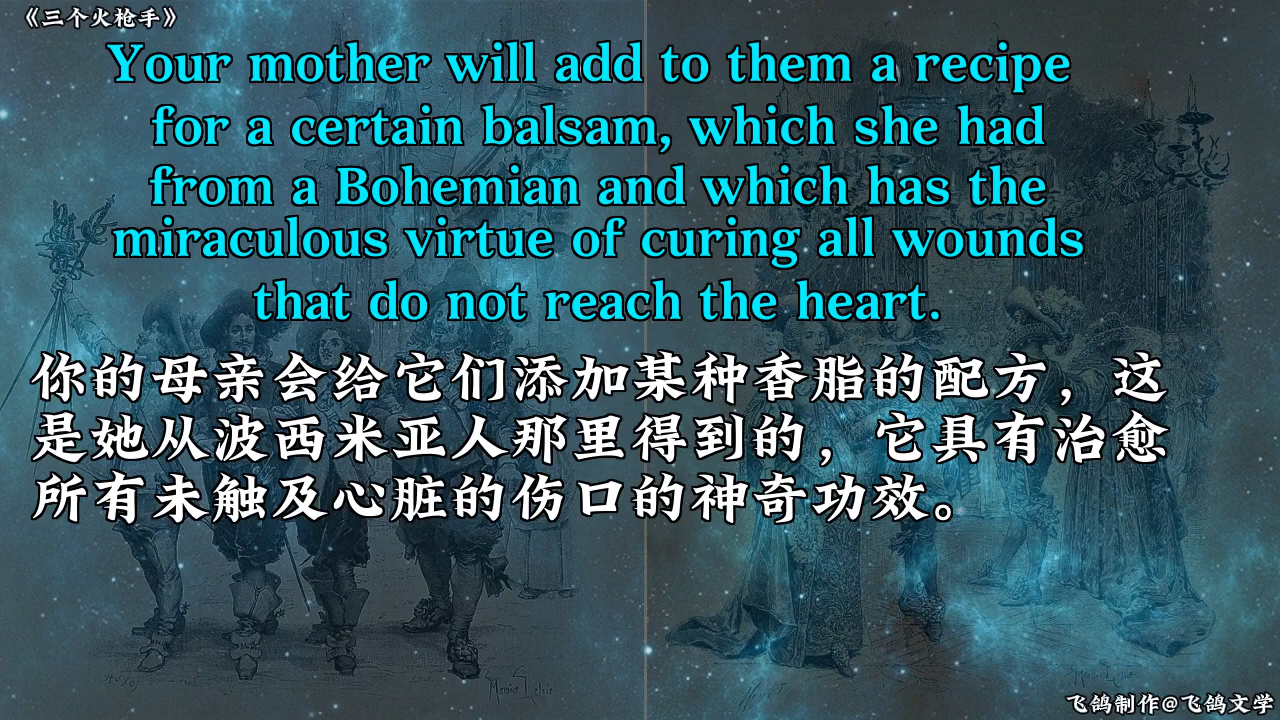 《三个火枪手》
Your mother will add to them a recipe
for a certain balsam, which she had
from a Bohemian and which has the
miraculous virtue of curing all wounds
that do not reach the heart.
你的母亲会给它们添加某种香脂的配方，这
是她从波西米亚人那里得到的，它具有治愈
所有未触及心脏的伤口的神奇功效。
飞鸽制作@飞鸽文学